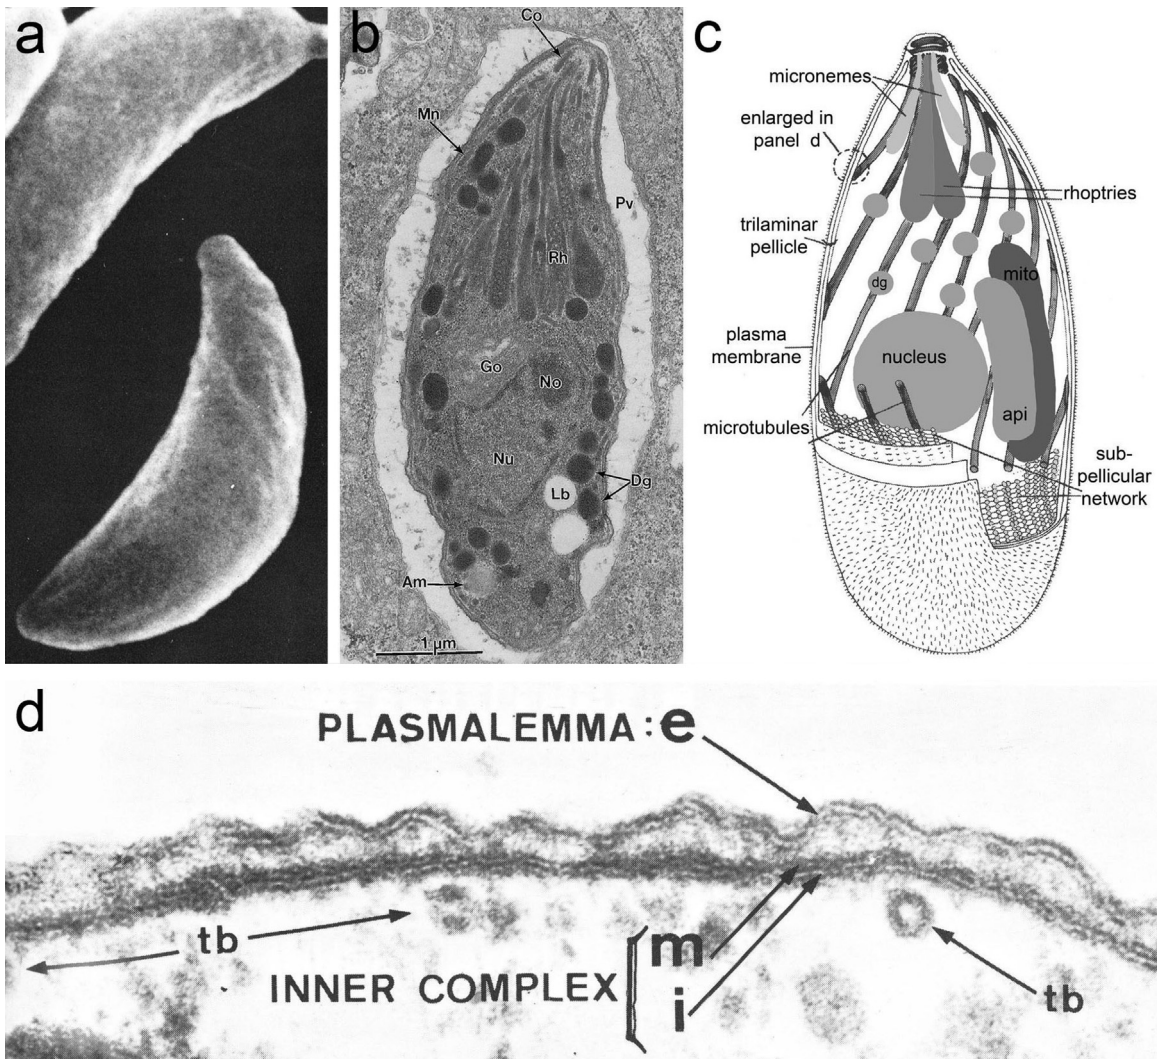 a
b
Co
Mn
Pv
Rh
Go
No
Nu
Dg
Lb
Am
1 µm
c
micronemes
enlarged in
panel d
rhoptries
trilaminar
pellicle
mito
dg
plasma
membrane
nucleus
api
microtubules
sub-
pellicular
network
d
PLASMALEMMA: e
tb
INNER COMPLEX
m
i
tb